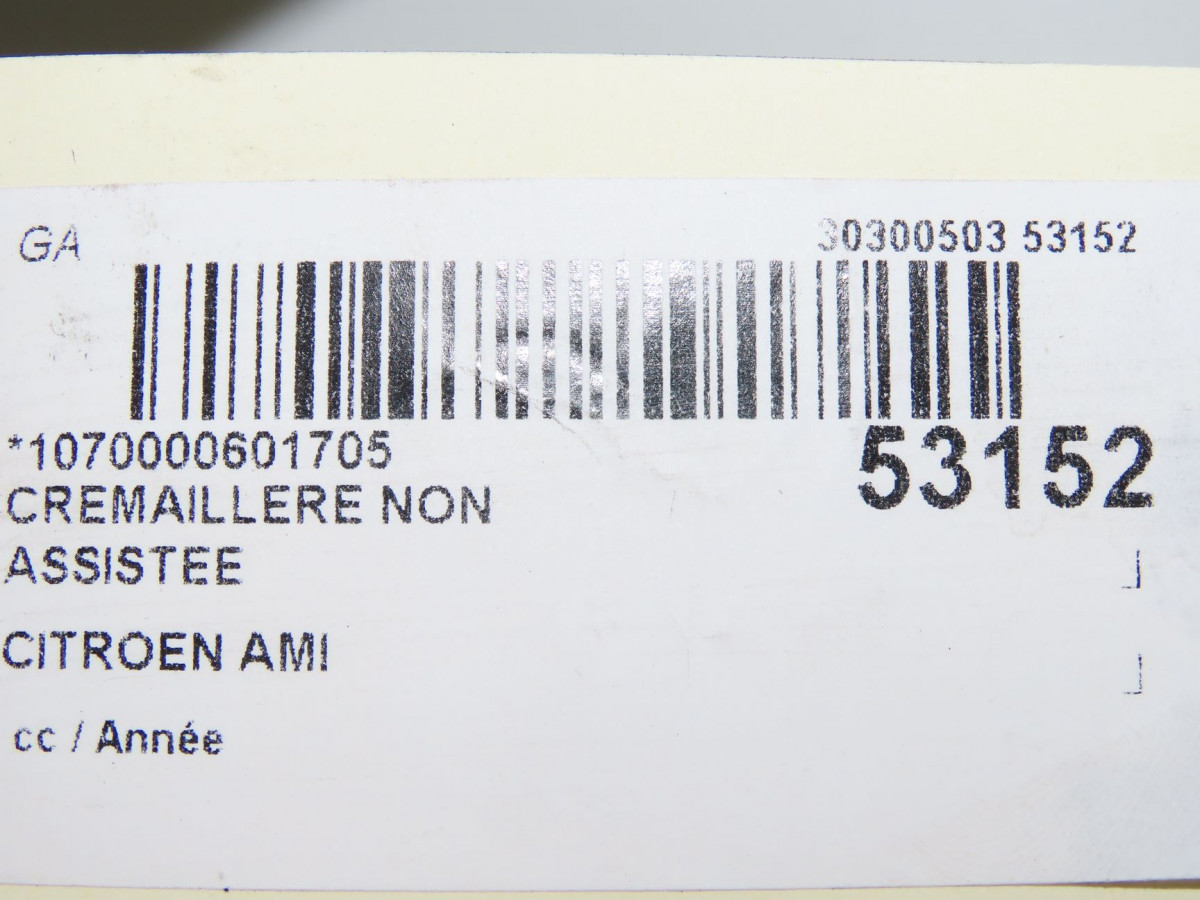 GA
30300503 53152
*1070000601705
53152
CREMAILLERE NON
ASSISTEE
CITROEN AMI
cc / Année